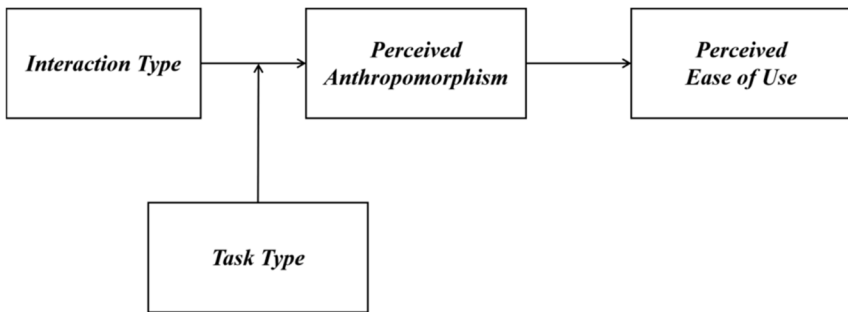 Interaction Type
Perceived
Anthropomorphism
Perceived
Ease of Use
Task Type